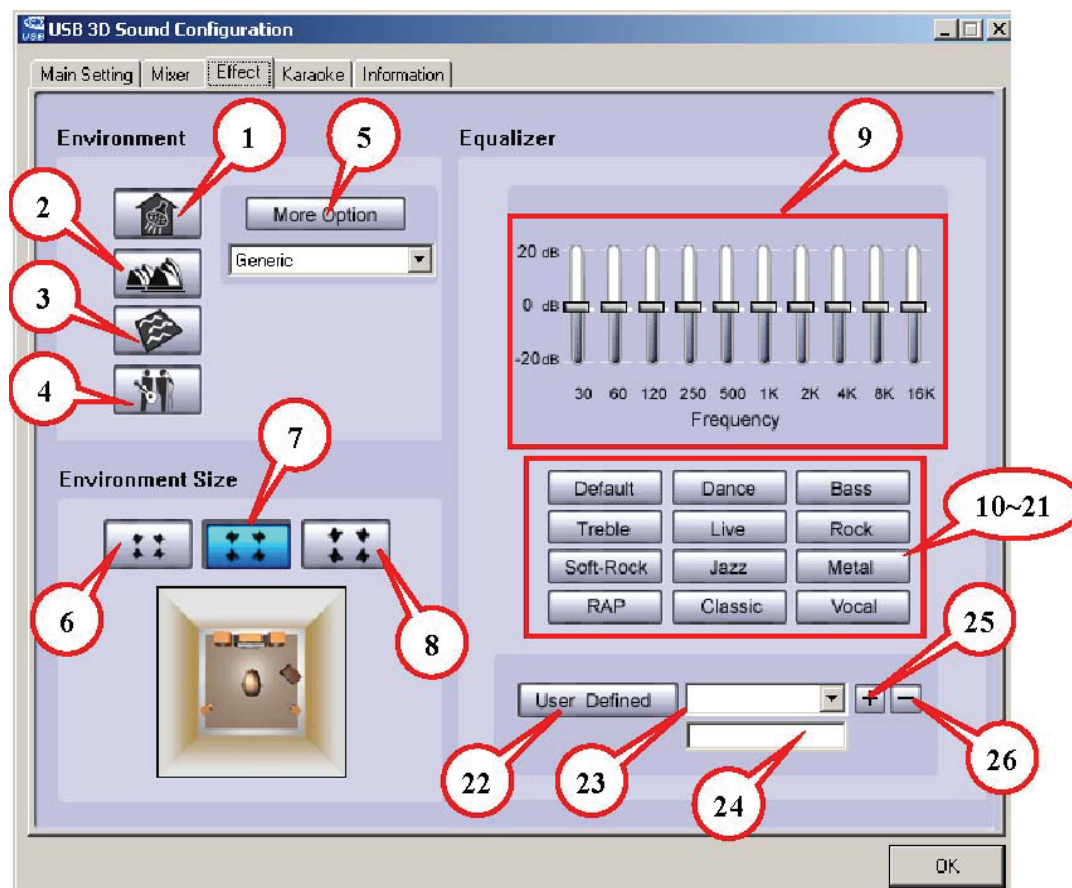 USB 3D Sound Configuration
Main Setting Mixer Effect Karaoke Information
Environment
1
2
3
4
5
More Option
Generic
Environment Size
6
7
8
Equalizer
9
20 dB
0 dB
-20 dB
30 60 120 250 500 1K 2K 4K 8K 16K
Frequency
Default Dance Bass
Treble Live Rock
Soft-Rock Jazz Metal
RAP Classic Vocal
10~21
User Defined
+ −
22
23
24
25
26
OK